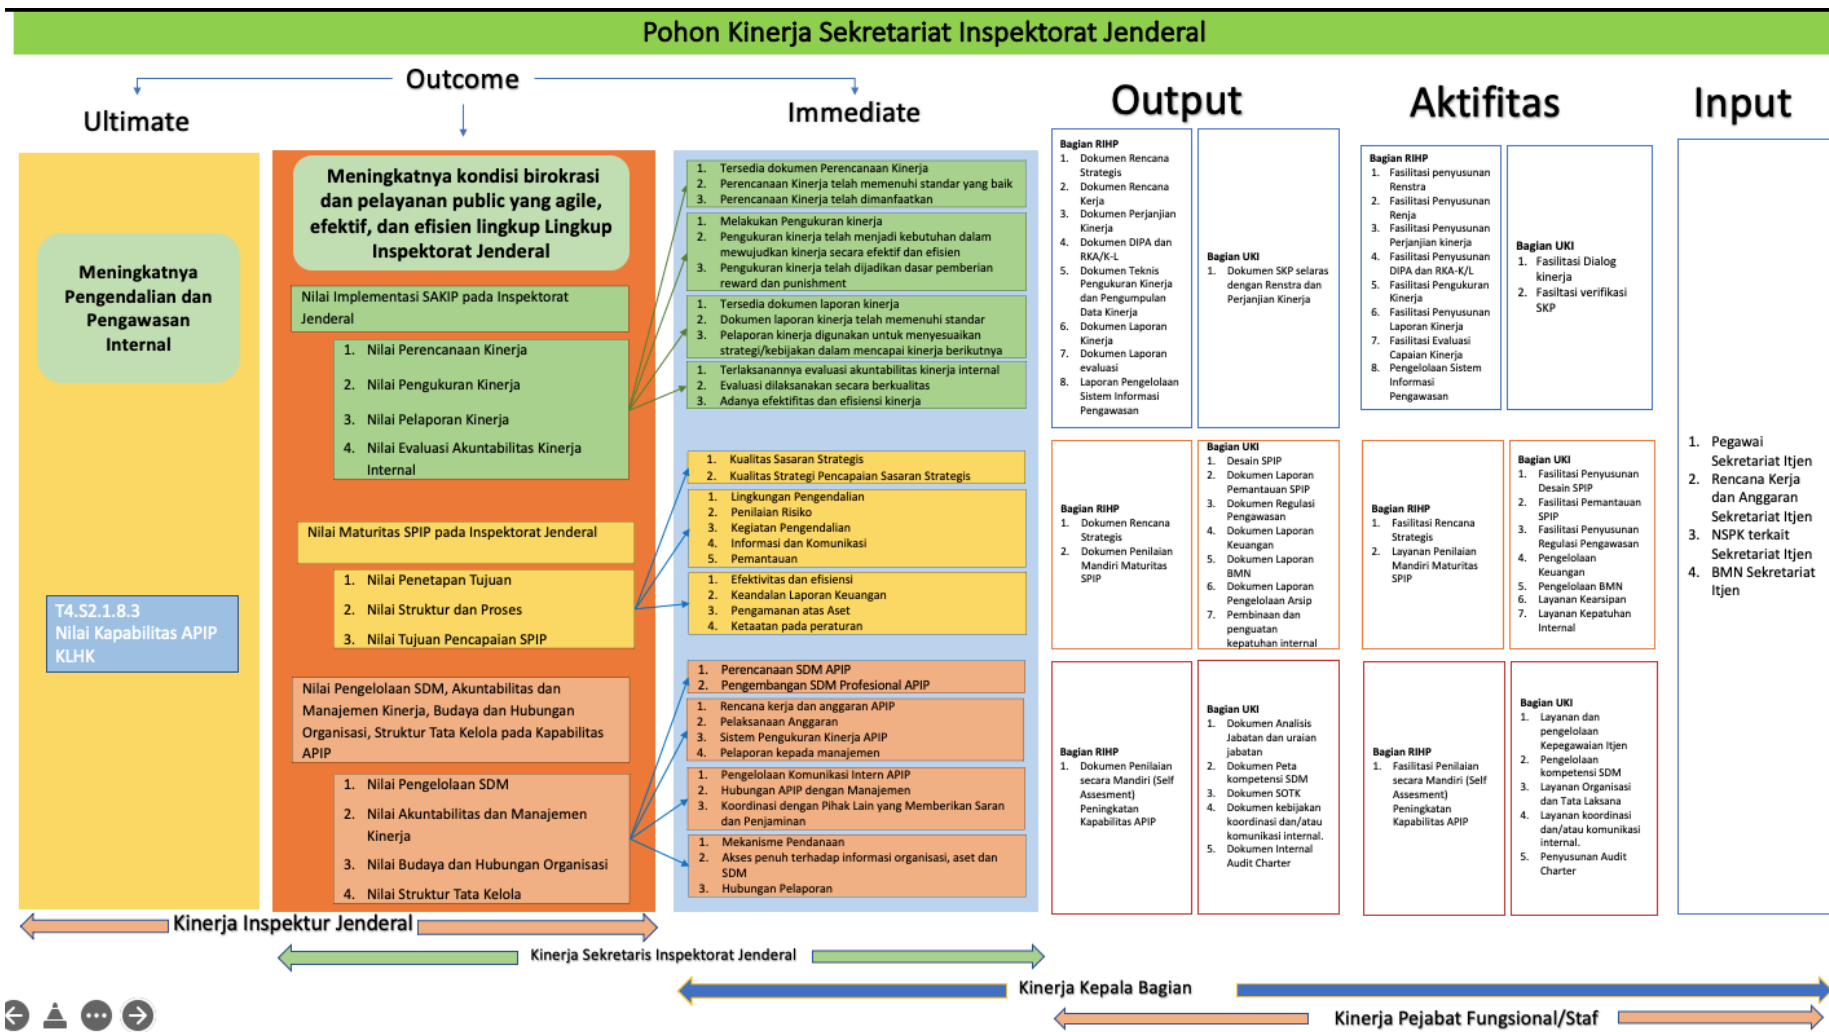 Pohon Kinerja Sekretariat Inspektorat Jenderal
Outcome
Ultimate
Immediate
Output
Aktifitas
Input
Meningkatnya
Pengendalian dan
Pengawasan
Internal
T4.S2.1.8.3
Nilai Kapabilitas APIP
KLHK
Meningkatnya kondisi birokrasi
dan pelayanan public yang agile,
efektif, dan efisien lingkup Lingkup
Inspektorat Jenderal
Nilai Implementasi SAKIP pada Inspektorat
Jenderal
1. Nilai Perencanaan Kinerja
2. Nilai Pengukuran Kinerja
3. Nilai Pelaporan Kinerja
4. Nilai Evaluasi Akuntabilitas Kinerja
Internal
Nilai Maturitas SPIP pada Inspektorat Jenderal
1. Nilai Penetapan Tujuan
2. Nilai Struktur dan Proses
3. Nilai Tujuan Pencapaian SPIP
Nilai Pengelolaan SDM, Akuntabilitas dan
Manajemen Kinerja, Budaya dan Hubungan
Organisasi, Struktur Tata Kelola pada Kapabilitas
APIP
1. Nilai Pengelolaan SDM
2. Nilai Akuntabilitas dan Manajemen
Kinerja
3. Nilai Budaya dan Hubungan Organisasi
4. Nilai Struktur Tata Kelola
1. Tersedia dokumen Perencanaan Kinerja
2. Perencanaan Kinerja telah memenuhi standar yang baik
3. Perencanaan Kinerja telah dimanfaatkan
1. Melakukan Pengukuran kinerja
2. Pengukuran kinerja telah menjadi kebutuhan dalam
mewujudkan kinerja secara efektif dan efisien
3. Pengukuran kinerja telah dijadikan dasar pemberian
reward dan punishment
1. Tersedia dokumen laporan kinerja
2. Dokumen laporan kinerja telah memenuhi standar
3. Pelaporan kinerja digunakan untuk menyesuaikan
strategi/kebijakan dalam mencapai kinerja berikutnya
1. Terlaksanannya evaluasi akuntabilitas kinerja internal
2. Evaluasi dilaksanakan secara berkualitas
3. Adanya efektifitas dan efisiensi kinerja
1. Kualitas Sasaran Strategis
2. Kualitas Strategi Pencapaian Sasaran Strategis
1. Lingkungan Pengendalian
2. Penilaian Risiko
3. Kegiatan Pengendalian
4. Informasi dan Komunikasi
5. Pemantauan
1. Efektivitas dan efisiensi
2. Keandalan Laporan Keuangan
3. Pengamanan atas Aset
4. Ketaatan pada peraturan
1. Perencanaan SDM APIP
2. Pengembangan SDM Profesional APIP
1. Rencana kerja dan anggaran APIP
2. Pelaksanaan Anggaran
3. Sistem Pengukuran Kinerja APIP
4. Pelaporan kepada manajemen
1. Pengelolaan Komunikasi Intern APIP
2. Hubungan APIP dengan Manajemen
3. Koordinasi dengan Pihak Lain yang Memberikan Saran
dan Penjaminan
1. Mekanisme Pendanaan
2. Akses penuh terhadap informasi organisasi, aset dan
SDM
3. Hubungan Pelaporan
Bagian RIHP
1. Dokumen Rencana
Strategis
2. Dokumen Rencana
Kerja
3. Dokumen Perjanjian
Kinerja
4. Dokumen DIPA dan
RKA/K-L
5. Dokumen Teknis
Pengukuran Kinerja
dan Pengumpulan
Data Kinerja
6. Dokumen Laporan
Kinerja
7. Dokumen Laporan
evaluasi
8. Laporan Pengelolaan
Sistem Informasi
Pengawasan
Bagian UKI
1. Dokumen SKP selaras
dengan Renstra dan
Perjanjian Kinerja
Bagian RIHP
1. Fasilitasi penyusunan
Renstra
2. Fasilitasi Penyusunan
Renja
3. Fasilitasi Penyusunan
Perjanjian kinerja
4. Fasilitasi Penyusunan
DIPA dan RKA-K/L
5. Fasilitasi Pengukuran
Kinerja
6. Fasilitasi Penyusunan
Laporan Kinerja
7. Fasilitasi Evaluasi
Capaian Kinerja
8. Pengelolaan Sistem
Informasi
Pengawasan
Bagian UKI
1. Fasilitasi Dialog
kinerja
2. Fasiltasi verifikasi
SKP
Bagian RIHP
1. Dokumen Rencana
Strategis
2. Dokumen Penilaian
Mandiri Maturitas
SPIP
Bagian UKI
1. Desain SPIP
2. Dokumen Laporan
Pemantauan SPIP
3. Dokumen Regulasi
Pengawasan
4. Dokumen Laporan
Keuangan
5. Dokumen Laporan
BMN
6. Dokumen Laporan
Pengelolaan Arsip
7. Pembinaan dan
penguatan
kepatuhan internal
Bagian RIHP
1. Fasilitasi Rencana
Strategis
2. Layanan Penilaian
Mandiri Maturitas
SPIP
Bagian UKI
1. Fasilitasi Penyusunan
Desain SPIP
2. Fasilitasi Pemantauan
SPIP
3. Fasilitasi Penyusunan
Regulasi Pengawasan
4. Pengelolaan
Keuangan
5. Pengelolaan BMN
6. Layanan Kearsipan
7. Layanan Kepatuhan
Internal
Bagian RIHP
1. Dokumen Penilaian
secara Mandiri (Self
Assesment)
Peningkatan
Kapabilitas APIP
Bagian UKI
1. Dokumen Analisis
Jabatan dan uraian
jabatan
2. Dokumen Peta
kompetensi SDM
3. Dokumen SOTK
4. Dokumen kebijakan
koordinasi dan/atau
komunikasi internal.
5. Dokumen Internal
Audit Charter
Bagian RIHP
1. Fasilitasi Penilaian
secara Mandiri (Self
Assesment)
Peningkatan
Kapabilitas APIP
Bagian UKI
1. Layanan dan
pengelolaan
Kepegawaian Itjen
2. Pengelolaan
kompetensi SDM
3. Layanan Organisasi
dan Tata Laksana
4. Layanan koordinasi
dan/atau komunikasi
internal.
5. Penyusunan Audit
Charter
1. Pegawai
Sekretariat Itjen
2. Rencana Kerja
dan Anggaran
Sekretariat Itjen
3. NSPK terkait
Sekretariat Itjen
4. BMN Sekretariat
Itjen
Kinerja Inspektur Jenderal
Kinerja Sekretaris Inspektorat Jenderal
Kinerja Kepala Bagian
Kinerja Pejabat Fungsional/Staf